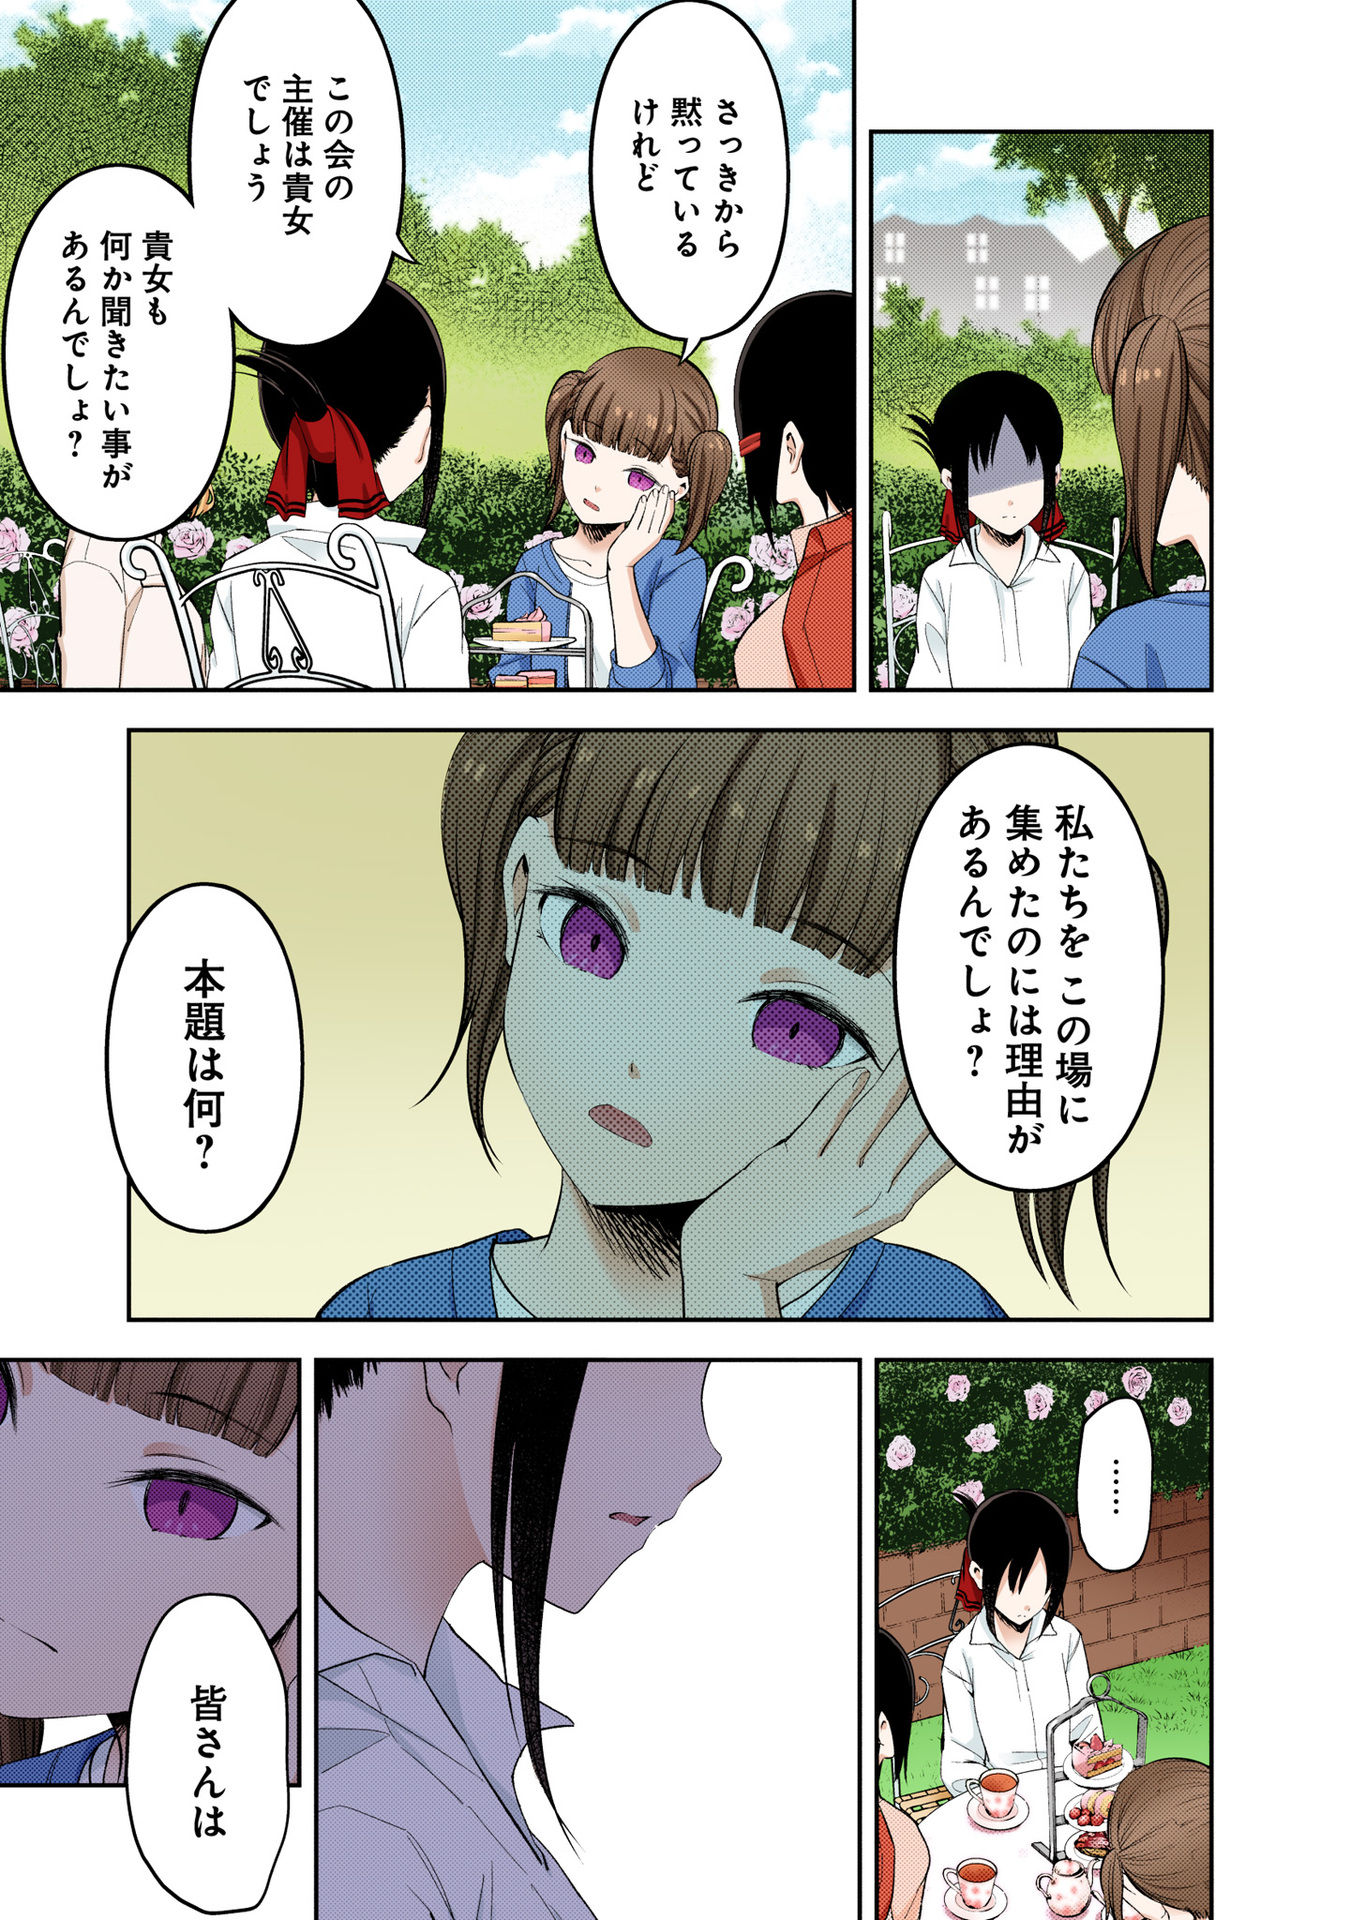 さっきから
黙っている
けれど
この会の
主催は貴女
でしょう
貴女も
何か聞きたい事が
あるんでしょ?
私たちをこの場に
集めたのには理由が
あるんでしょ?
本題は何?
……
皆さんは